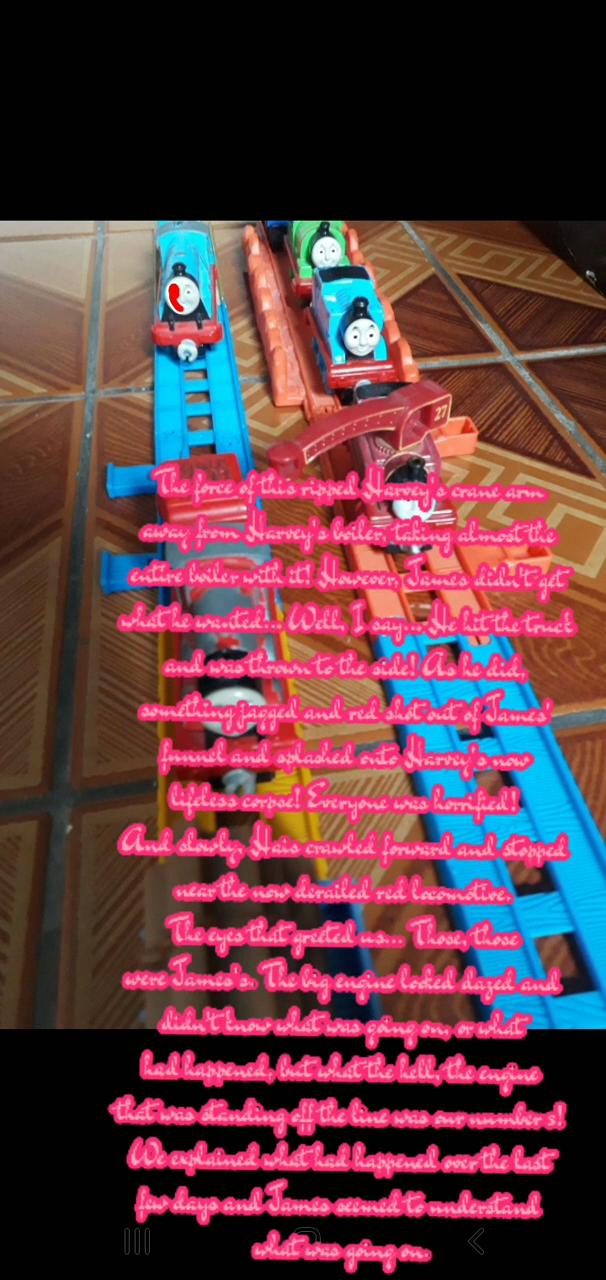 27
The force of this ripped Harvey's crane arm
away from Harvey's boiler, taking almost the
entire boiler with it! However, James didn't get
what he wanted... Well, I say... He hit the truck
and was thrown to the side! As he did,
something jagged and red shot out of James'
funnel and splashed onto Harvey's now
lifeless corpse! Everyone was horrified!
And slowly, Hais crawled forward and stopped
near the now derailed red locomotive.
The eyes that greeted us... Those, those
were James's. The big engine looked dazed and
didn't know what was going on, or what
had happened, but what the hell, the engine
that was standing off the line was our number 5!
We explained what had happened over the last
few days and James seemed to understand
what was going on.